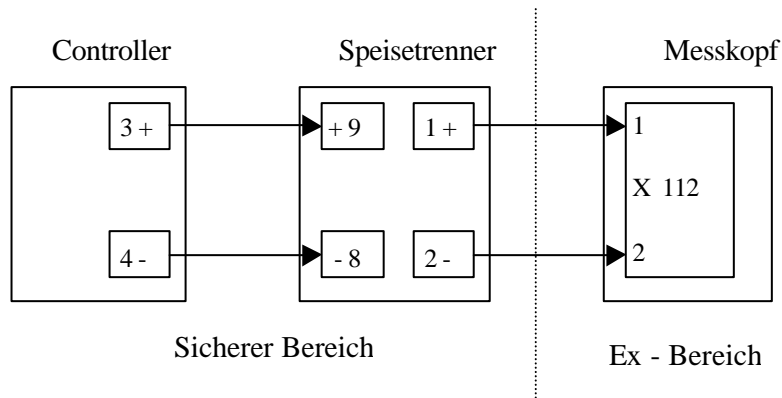 Controller
Speisetrenner
Messkopf
3 +
+ 9
1 +
1
X 112
4 -
- 8
2 -
2
Sicherer Bereich
Ex - Bereich